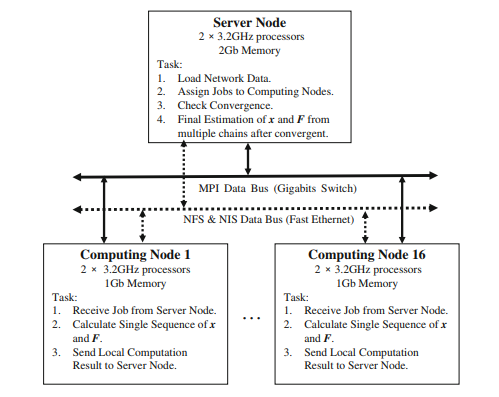 Server Node
2 × 3.2GHz processors
2Gb Memory
Task:
1. Load Network Data.
2. Assign Jobs to Computing Nodes.
3. Check Convergence.
4. Final Estimation of x and F from
multiple chains after convergent.
MPI Data Bus (Gigabits Switch)
NFS & NIS Data Bus (Fast Ethernet)
Computing Node 1
2 × 3.2GHz processors
1Gb Memory
Task:
1. Receive Job from Server Node.
2. Calculate Single Sequence of x
and F.
3. Send Local Computation
Result to Server Node.
...
Computing Node 16
2 × 3.2GHz processors
1Gb Memory
Task:
1. Receive Job from Server Node.
2. Calculate Single Sequence of x
and F.
3. Send Local Computation
Result to Server Node.